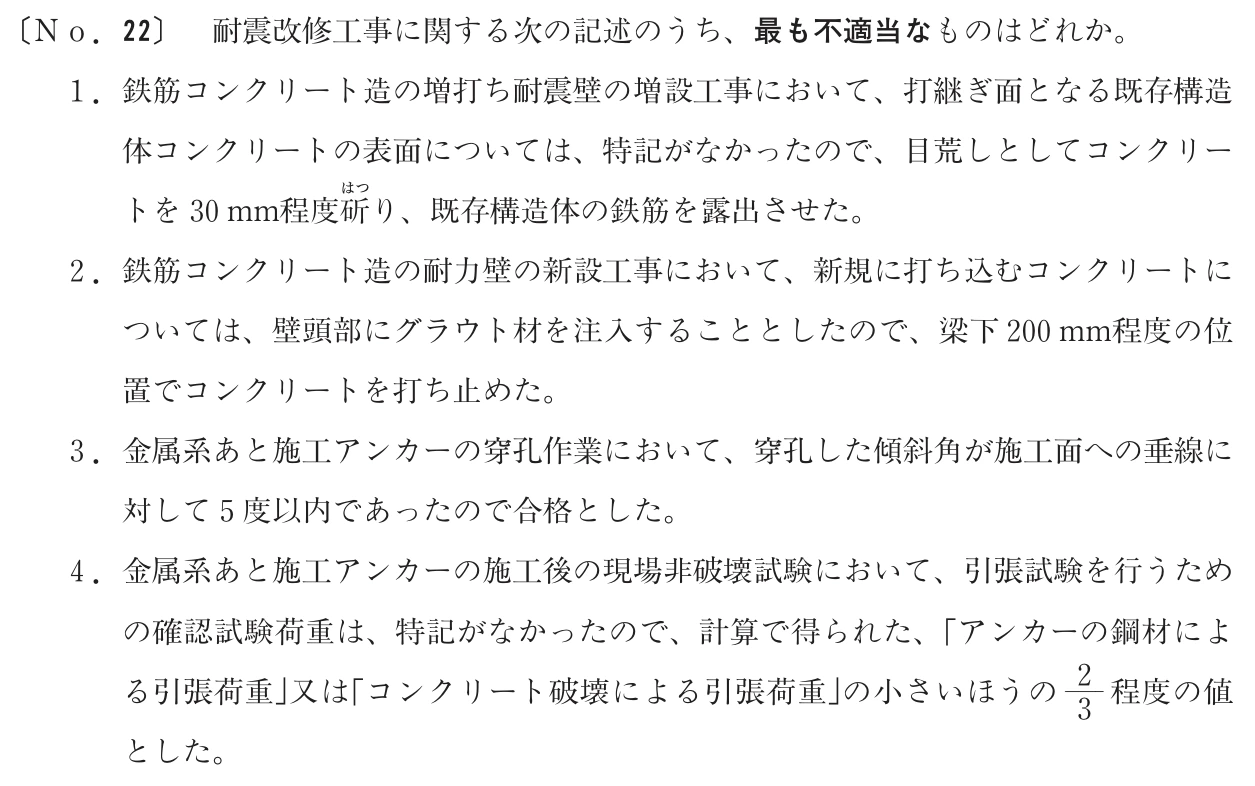 〔Ｎｏ．22〕　耐震改修工事に関する次の記述のうち、最も不適当なものはどれか。
1．鉄筋コンクリート造の増打ち耐震壁の増設工事において、打継ぎ面となる既存構造
体コンクリートの表面については、特記がなかったので、目荒しとしてコンクリー
はつ
トを 30 mm程度斫り、既存構造体の鉄筋を露出させた。
2．鉄筋コンクリート造の耐力壁の新設工事において、新規に打ち込むコンクリートに
ついては、壁頭部にグラウト材を注入することとしたので、梁下 200 mm程度の位
置でコンクリートを打ち止めた。
3．金属系あと施工アンカーの穿孔作業において、穿孔した傾斜角が施工面への垂線に
対して 5 度以内であったので合格とした。
4．金属系あと施工アンカーの施工後の現場非破壊試験において、引張試験を行うため
の確認試験荷重は、特記がなかったので、計算で得られた、「アンカーの鋼材によ
る引張荷重」又は「コンクリート破壊による引張荷重」の小さいほうの 2/3 程度の値
とした。